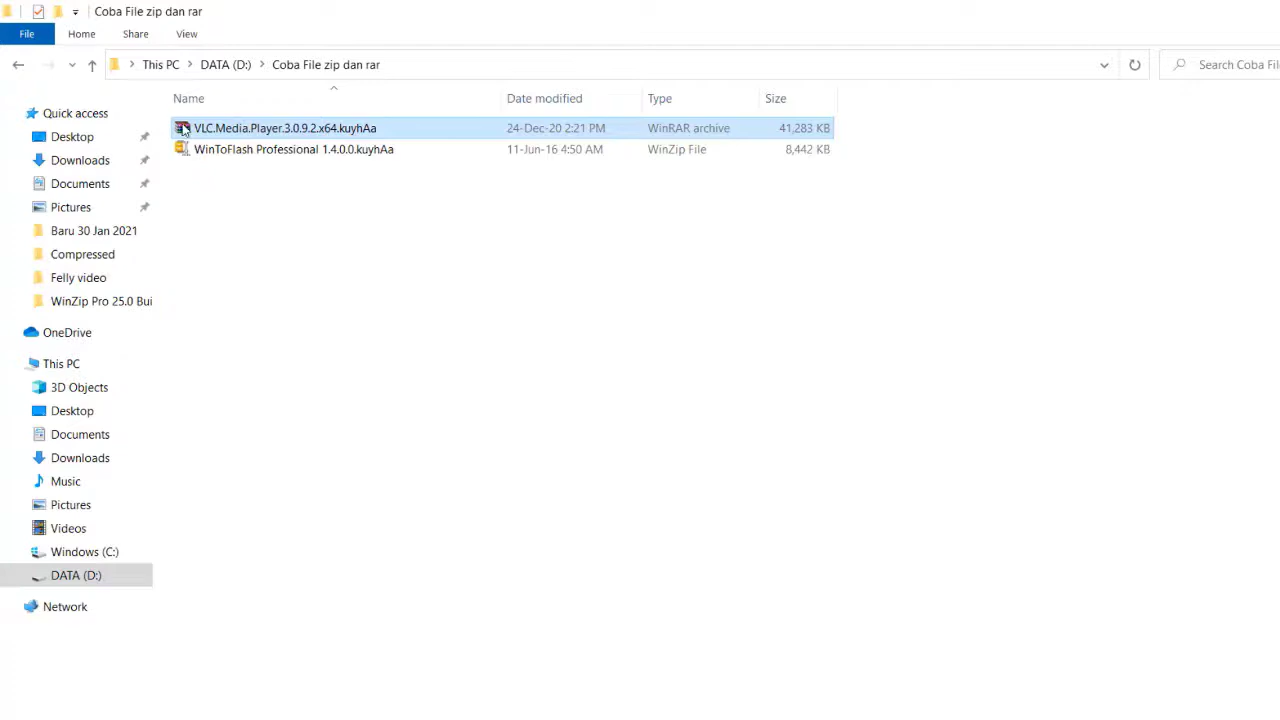 Coba File zip dan rar
File Home Share View
This PC DATA (D:) Coba File zip dan rar
Search Coba Fil
Name Date modified Type Size
VLC.Media.Player.3.0.9.2.x64.kuyhAa 24-Dec-20 2:21 PM WinRAR archive 41,283 KB
WinToFlash Professional 1.4.0.0.kuyhAa 11-Jun-16 4:50 AM WinZip File 8,442 KB
Quick access
Desktop
Downloads
Documents
Pictures
Baru 30 Jan 2021
Compressed
Felly video
WinZip Pro 25.0 Bui
OneDrive
This PC
3D Objects
Desktop
Documents
Downloads
Music
Pictures
Videos
Windows (C:)
DATA (D:)
Network